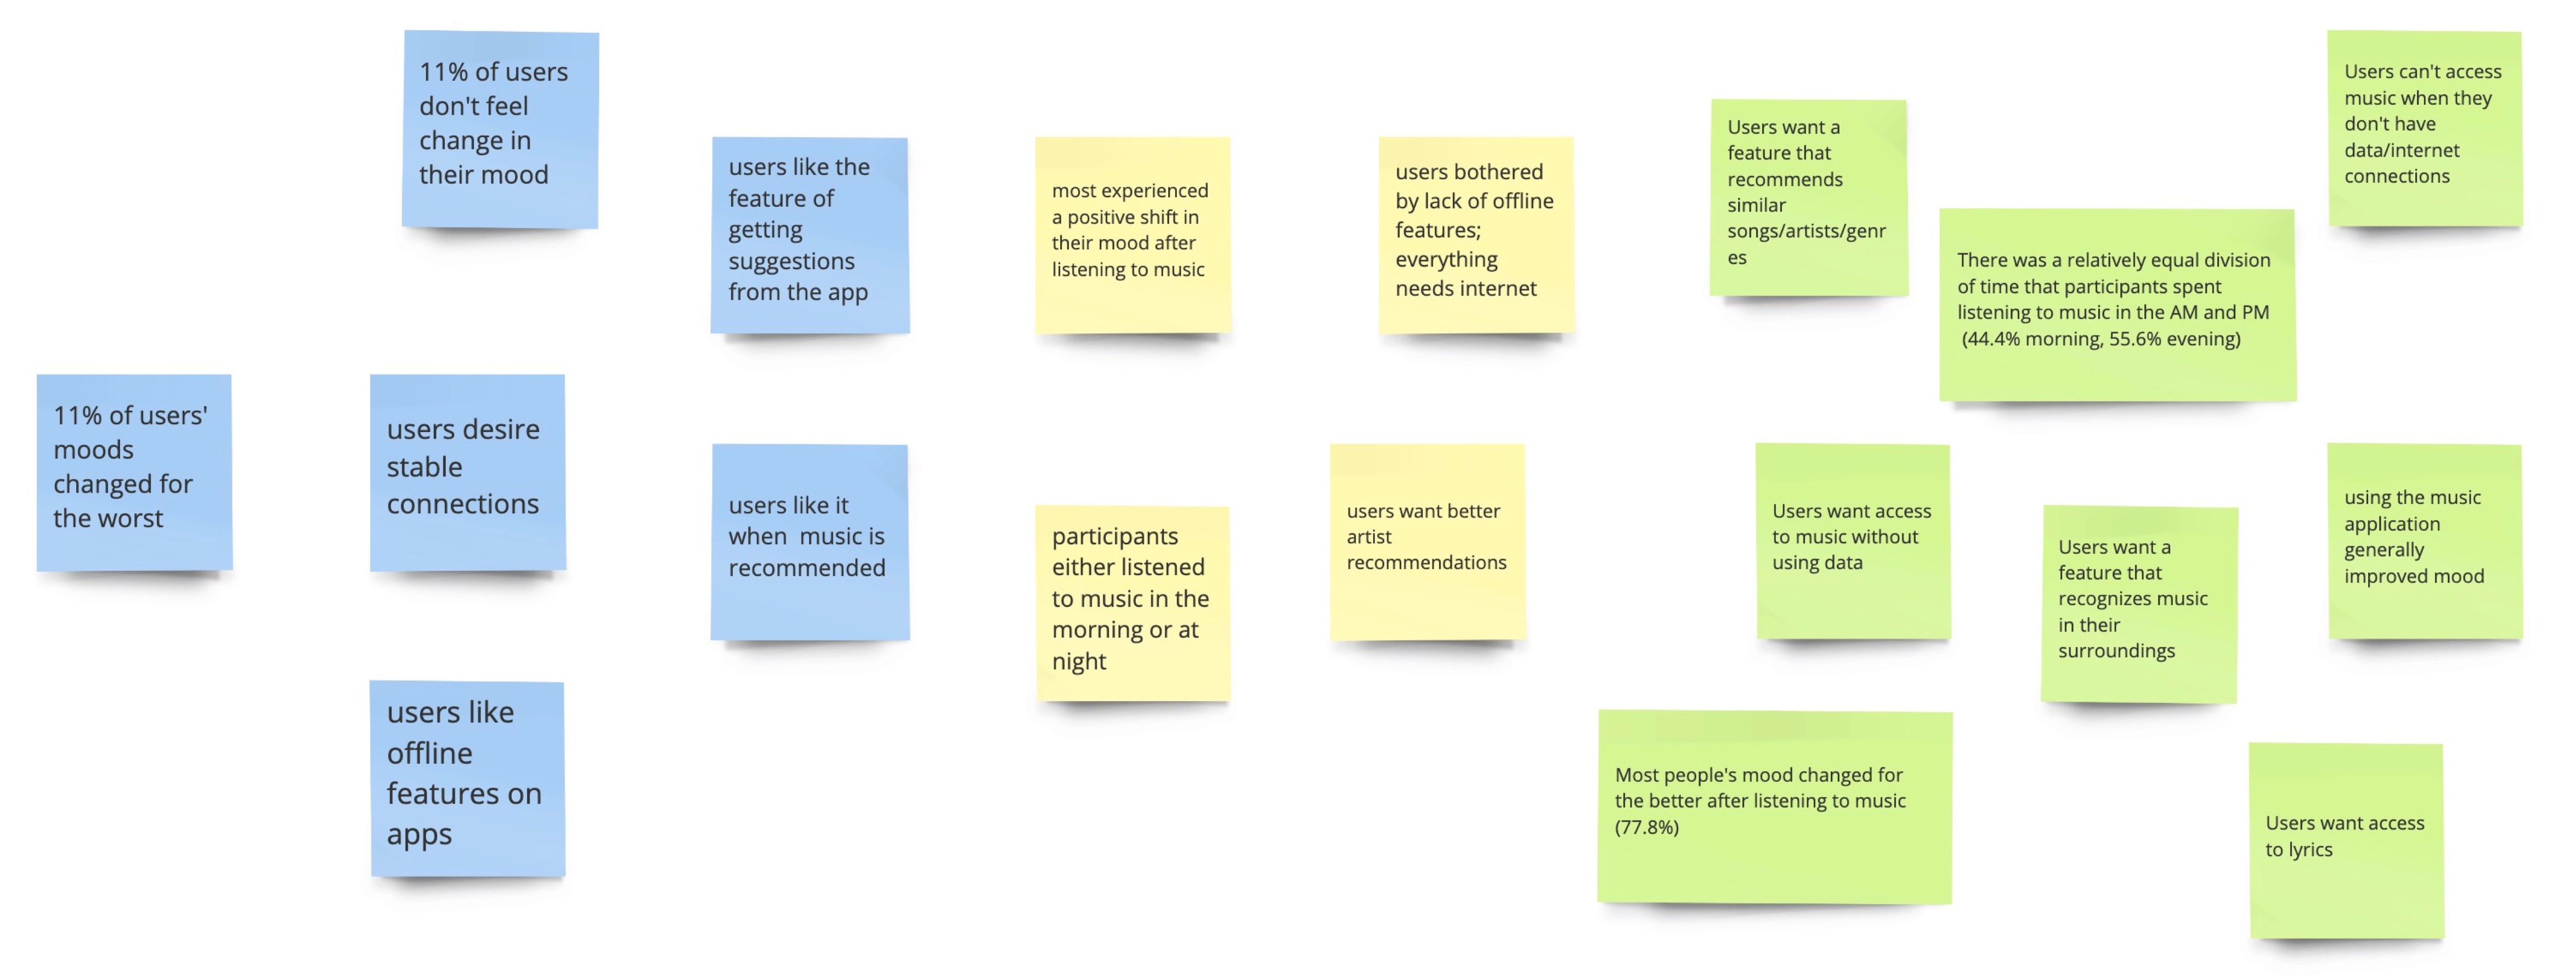 11% of users
don't feel
change in
their mood
users like the
feature of
getting
suggestions
from the app
most experienced
a positive shift in
their mood after
listening to music
users bothered
by lack of offline
features;
everything
needs internet
Users want a
feature that
recommends
similar
songs/artists/genr
es
There was a relatively equal division
of time that participants spent
listening to music in the AM and PM
(44.4% morning, 55.6% evening)
Users can't access
music when they
don't have
data/internet
connections
11% of users'
moods
changed for
the worst
users desire
stable
connections
users like it
when music is
recommended
participants
either listened
to music in the
morning or at
night
users want better
artist
recommendations
Users want access
to music without
using data
Users want a
feature that
recognizes music
in their
surroundings
using the music
application
generally
improved mood
users like
offline
features on
apps
Most people's mood changed for
the better after listening to music
(77.8%)
Users want access
to lyrics